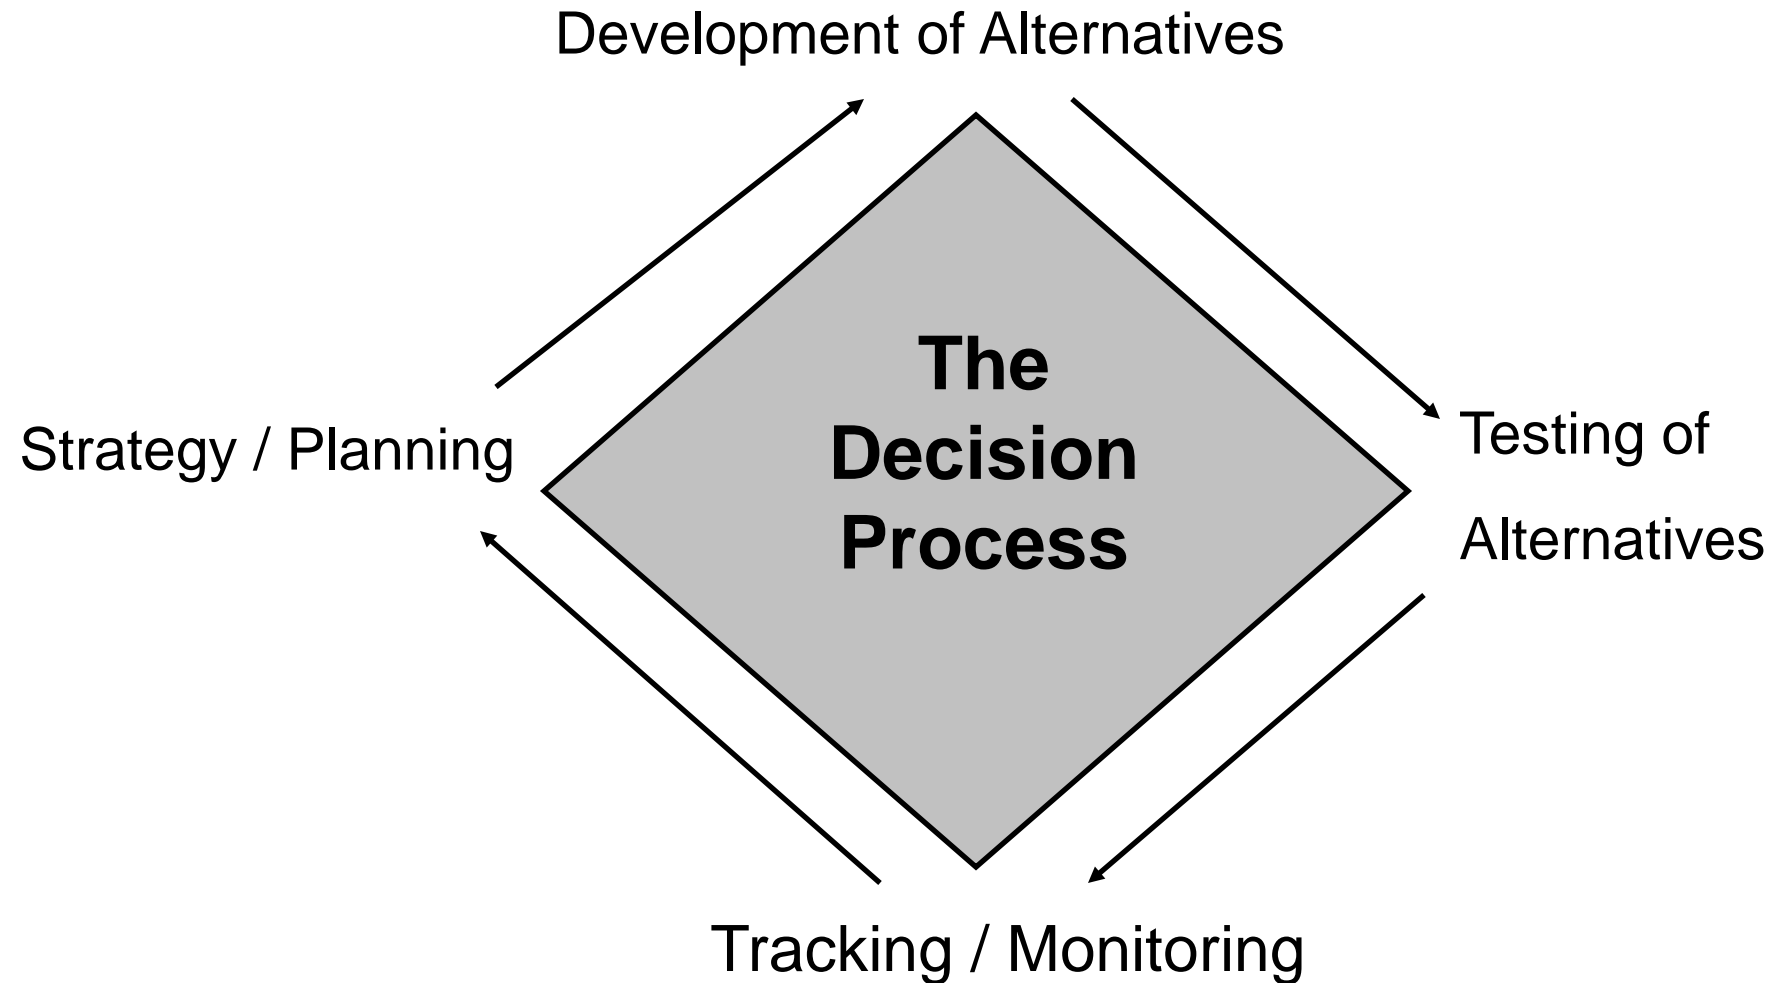 Development of Alternatives
The
Decision
Process
Strategy / Planning
Testing of
Alternatives
Tracking / Monitoring